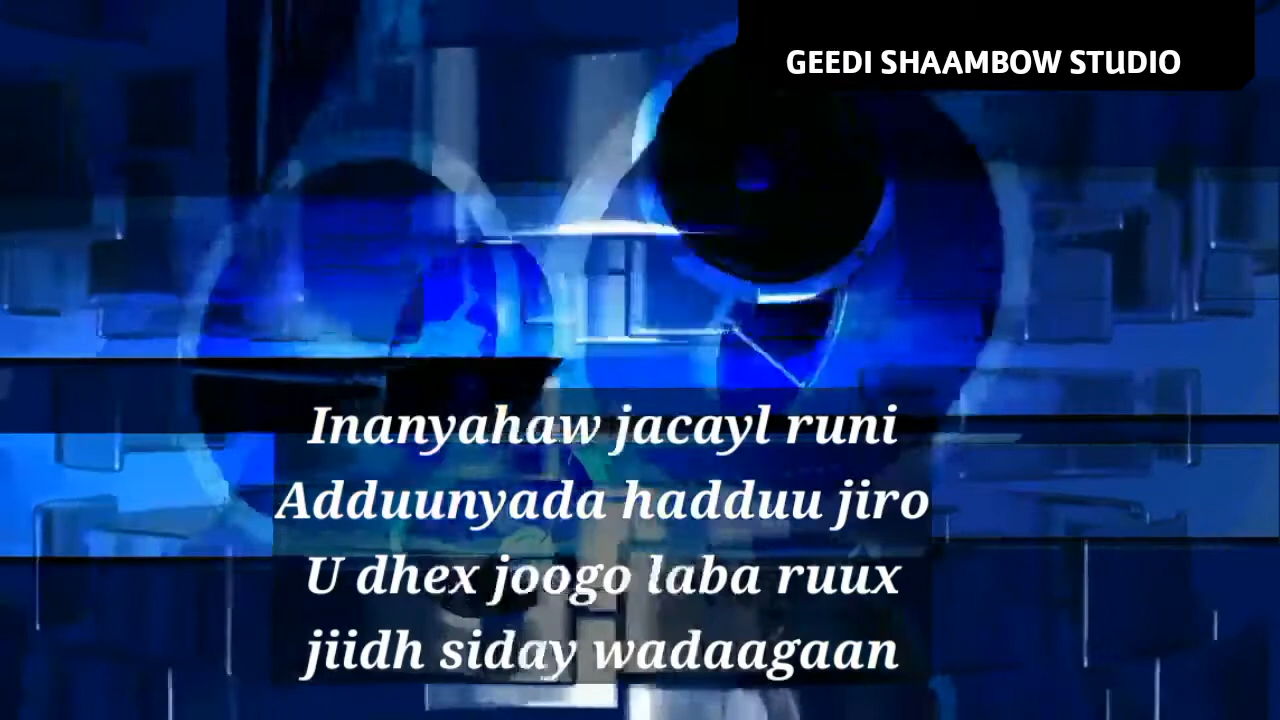 GEEDI SHAAMBOW STUDIO
Inanyahaw jacayl runi
Adduunyada hadduu jiro
U dhex joogo laba ruux
jiidh siday wadaagaan